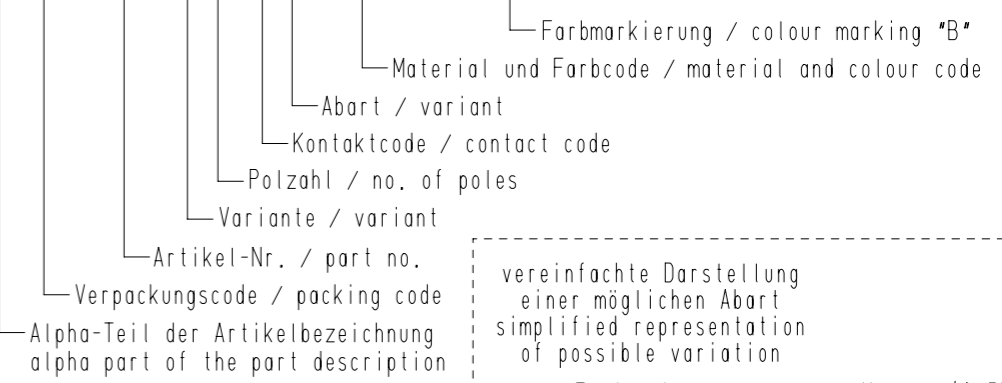 Farbmarkierung / colour marking "B"
Material und Farbcode / material and colour code
Abart / variant
Kontaktcode / contact code
Polzahl / no. of poles
Variante / variant
Artikel-Nr. / part no.
Verpackungscode / packing code
Alpha-Teil der Artikelbezeichnung
alpha part of the part description
vereinfachte Darstellung
einer möglichen Abart
simplified representation
of possible variation